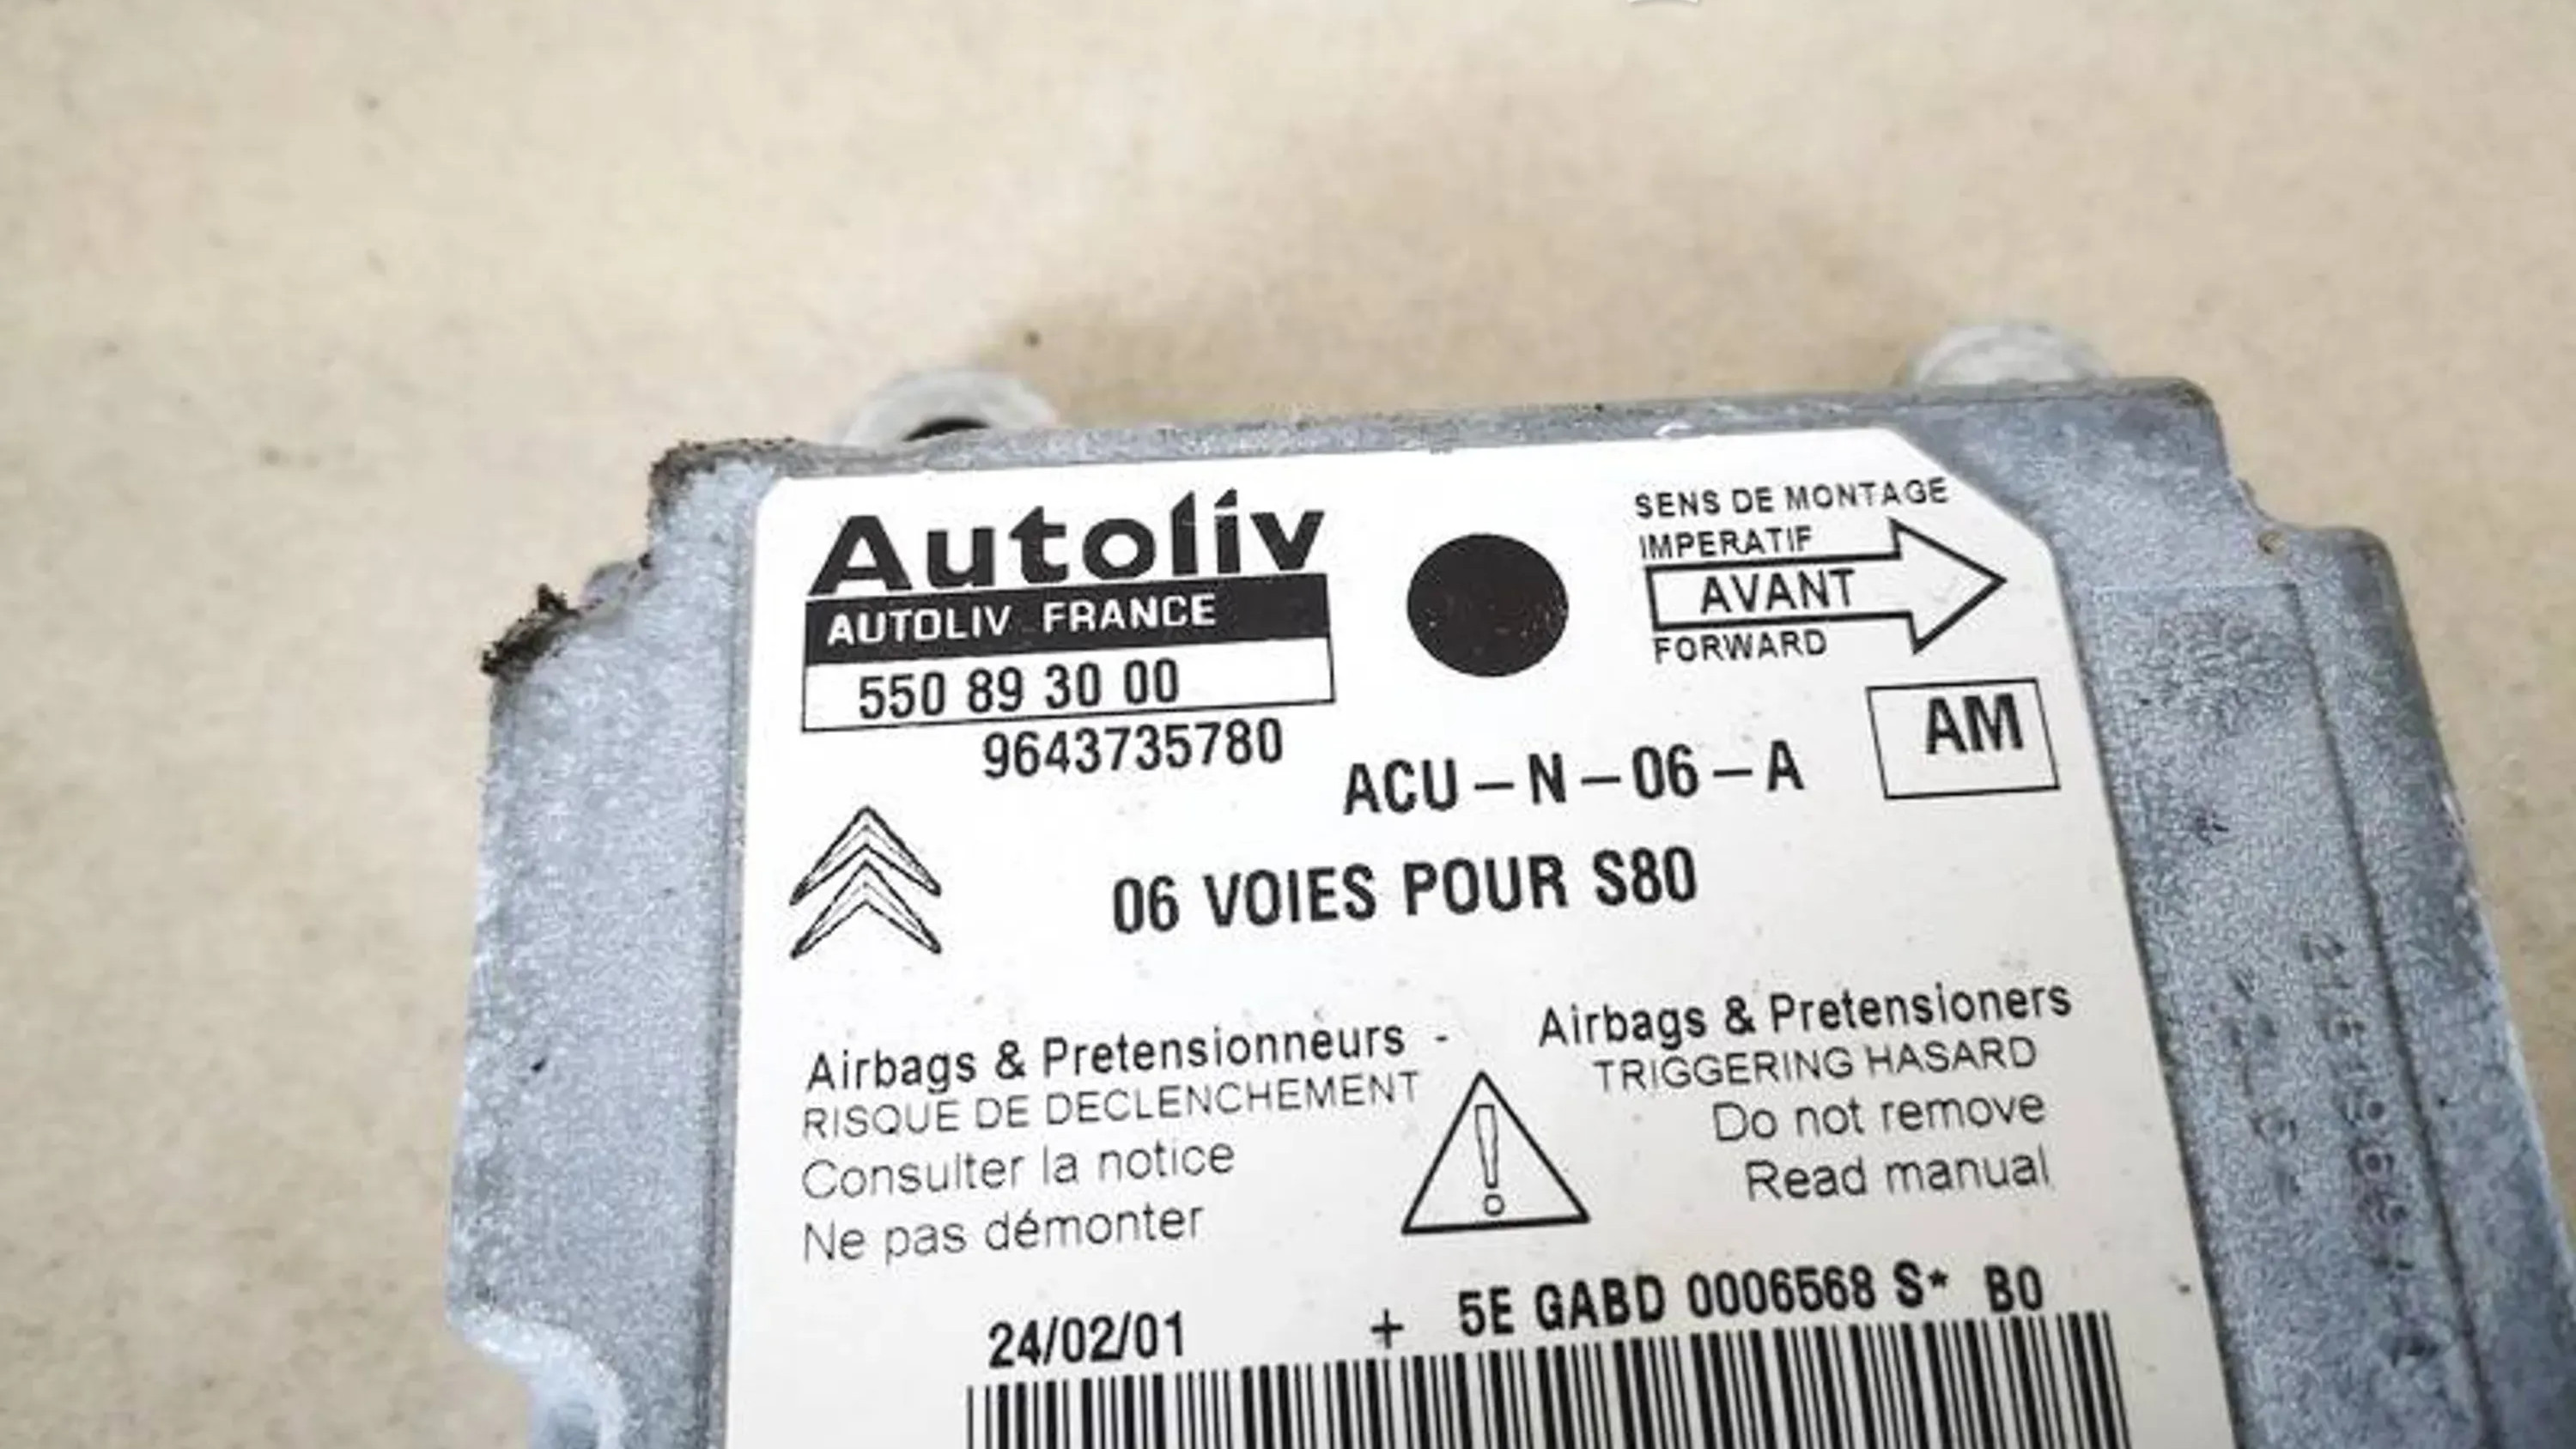 Autoliv
AUTOLIV FRANCE
550 89 30 00
9643735780
SENS DE MONTAGE
IMPERATIF
AVANT
FORWARD
AM
ACU-N-06-A
06 VOIES POUR S80
Airbags & Pretensionneurs -
RISQUE DE DECLENCHEMENT
Consulter la notice
Ne pas démonter
Airbags & Pretensioners
TRIGGERING HASARD
Do not remove
Read manual
24/02/01 + 5E GABD 0006568 S* B0